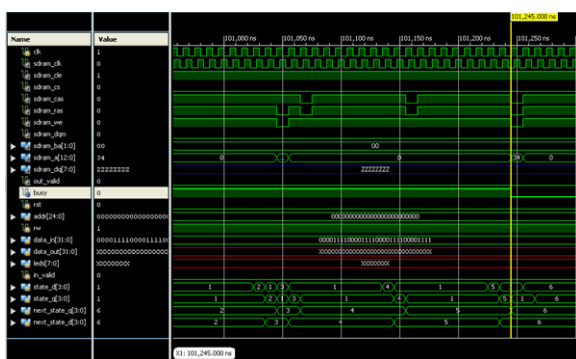 101,245.000 ns
Name Value
101,000 ns 101,050 ns 101,100 ns 101,150 ns 101,200 ns 101,250 ns
clk 1
sdram_clk 0
sdram_cle 1
sdram_cs 0
sdram_cas 0
sdram_ras 0
sdram_we 0
sdram_dqm 0
sdram_ba[1:0] 00 00
sdram_a[12:0] 34 0 0 34 0
sdram_dq[7:0] ZZZZZZZZ ZZZZZZZZ
out_valid 0
busy 0
rst 0
addr[24:0] 00000000000000000
rw 1
data_in[31:0] 00001111000011110 00001111000011110000111100001111
data_out[31:0]
leds[7:0] XXXXXXXX XXXXXXXX
in_valid 0
state_d[3:0] 1 1 2 1 3 1 4 1 5 6
state_q[3:0] 1 1 2 1 3 1 4 1 5 1 6
next_state_q[3:0] 6 2 3 4 5 6
next_state_d[3:0] 6 2 3 4 5 6
X1: 101,245.000 ns